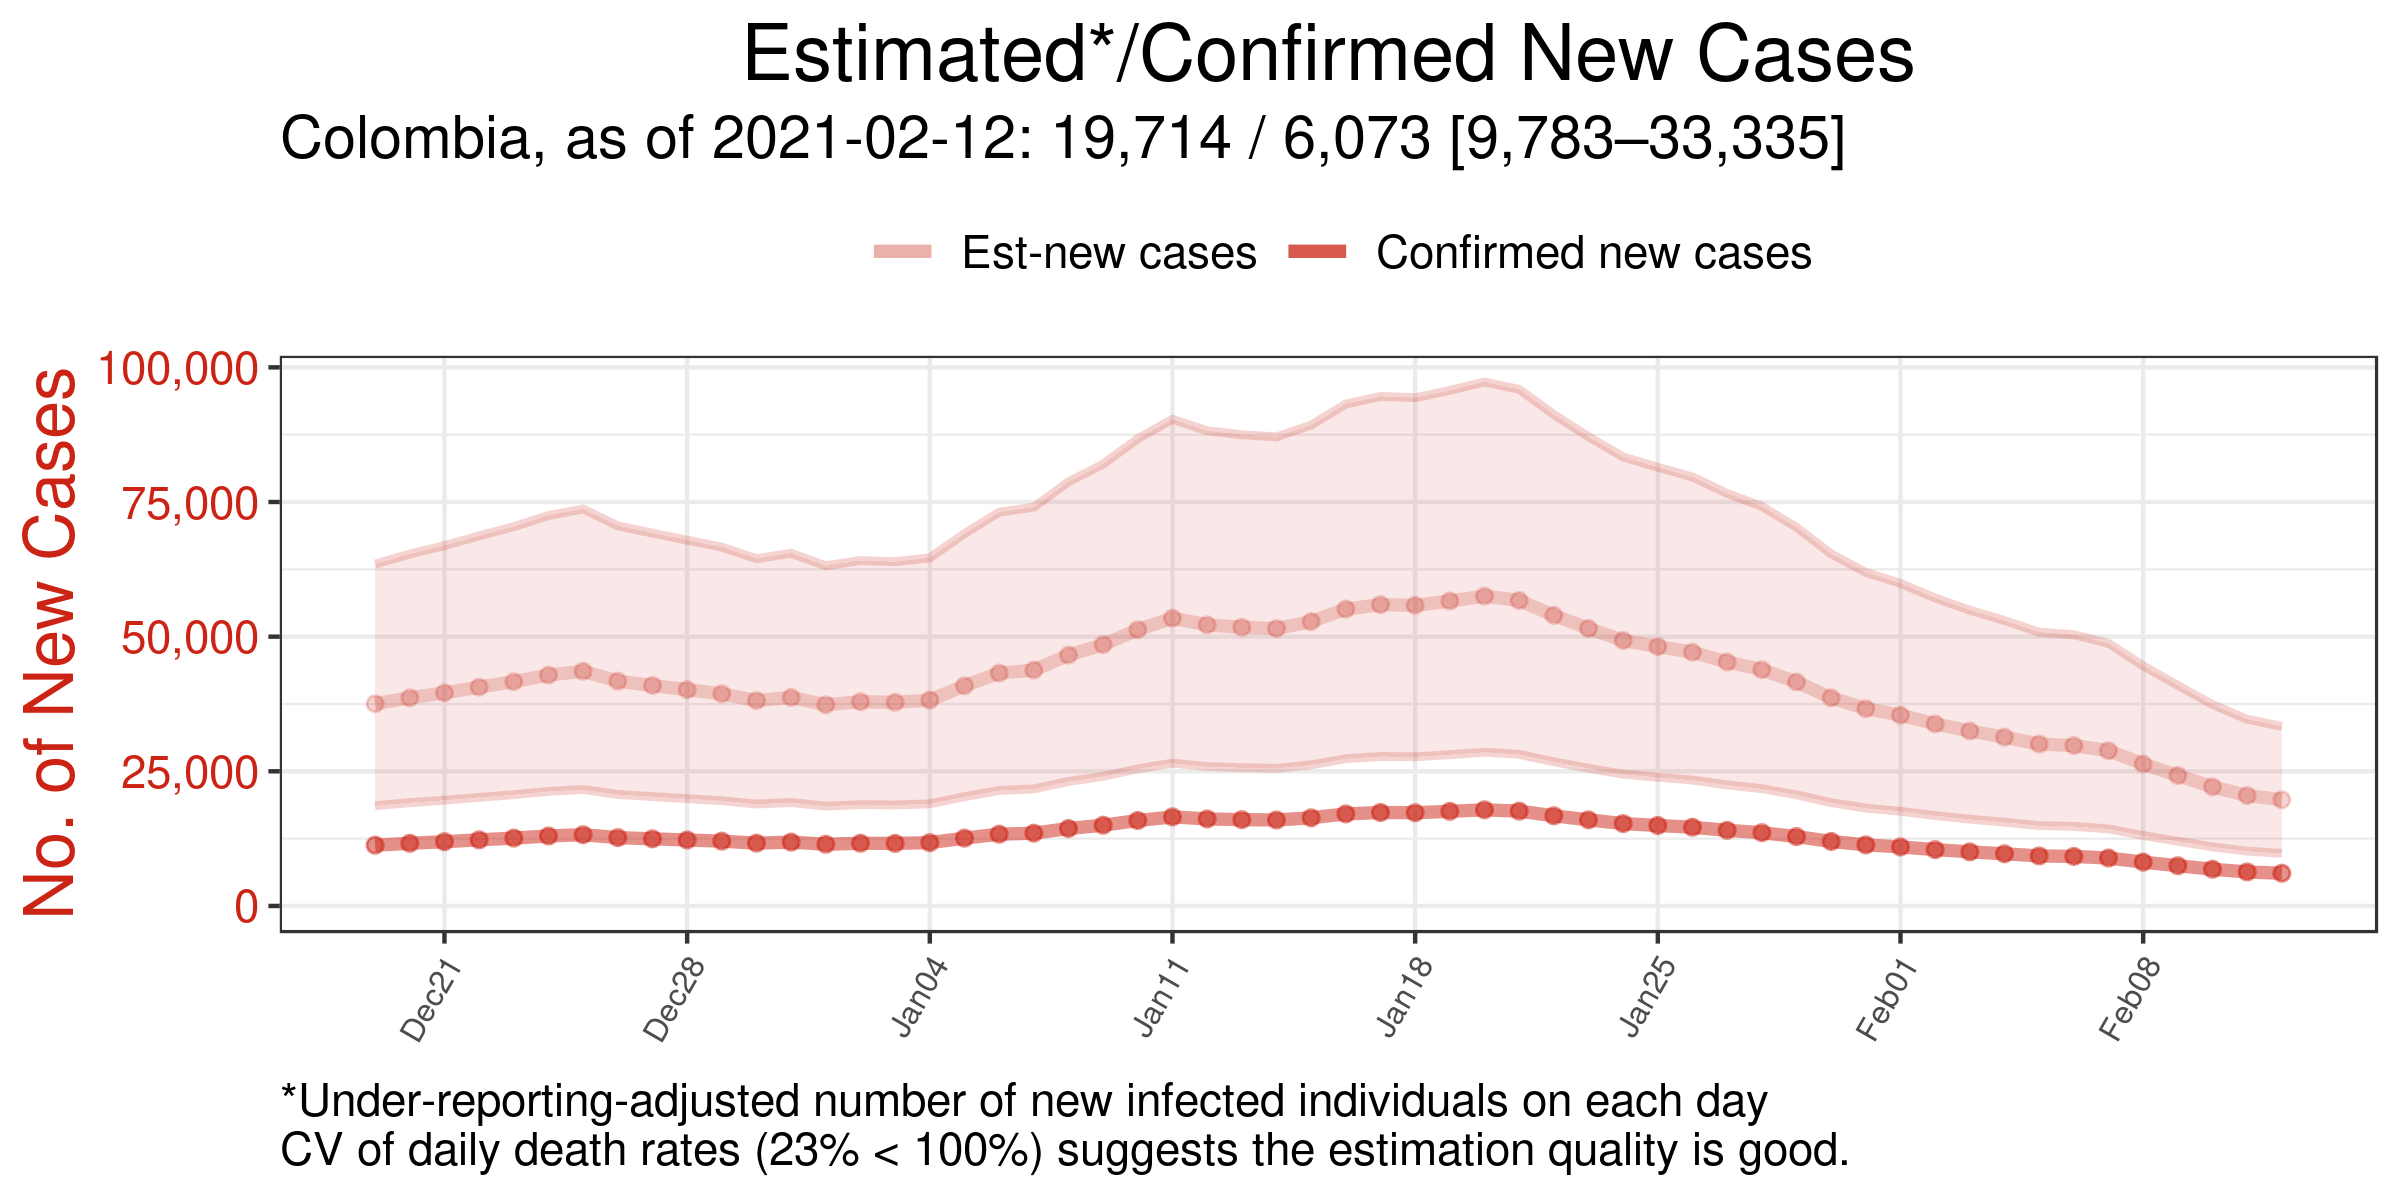 Estimated*/Confirmed New Cases
Colombia, as of 2021-02-12: 19,714 / 6,073 [9,783–33,335]
Est-new cases Confirmed new cases
No. of New Cases
100,000
75,000
50,000
25,000
0
Dec21 Dec28 Jan04 Jan11 Jan18 Jan25 Feb01 Feb08
*Under-reporting-adjusted number of new infected individuals on each day
CV of daily death rates (23% < 100%) suggests the estimation quality is good.